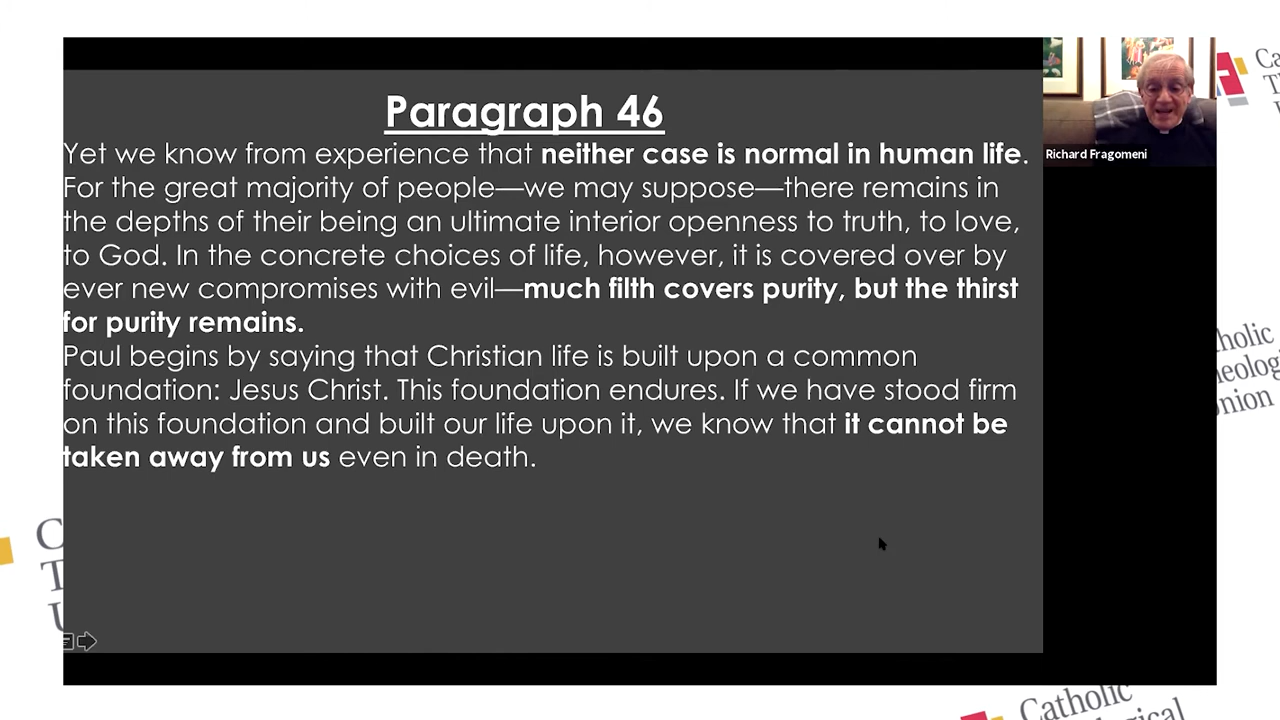 Paragraph 46
Yet we know from experience that neither case is normal in human life.
For the great majority of people—we may suppose—there remains in
the depths of their being an ultimate interior openness to truth, to love,
to God. In the concrete choices of life, however, it is covered over by
ever new compromises with evil—much filth covers purity, but the thirst
for purity remains.
Paul begins by saying that Christian life is built upon a common
foundation: Jesus Christ. This foundation endures. If we have stood firm
on this foundation and built our life upon it, we know that it cannot be
taken away from us even in death.
Richard Fragomeni
Catholic